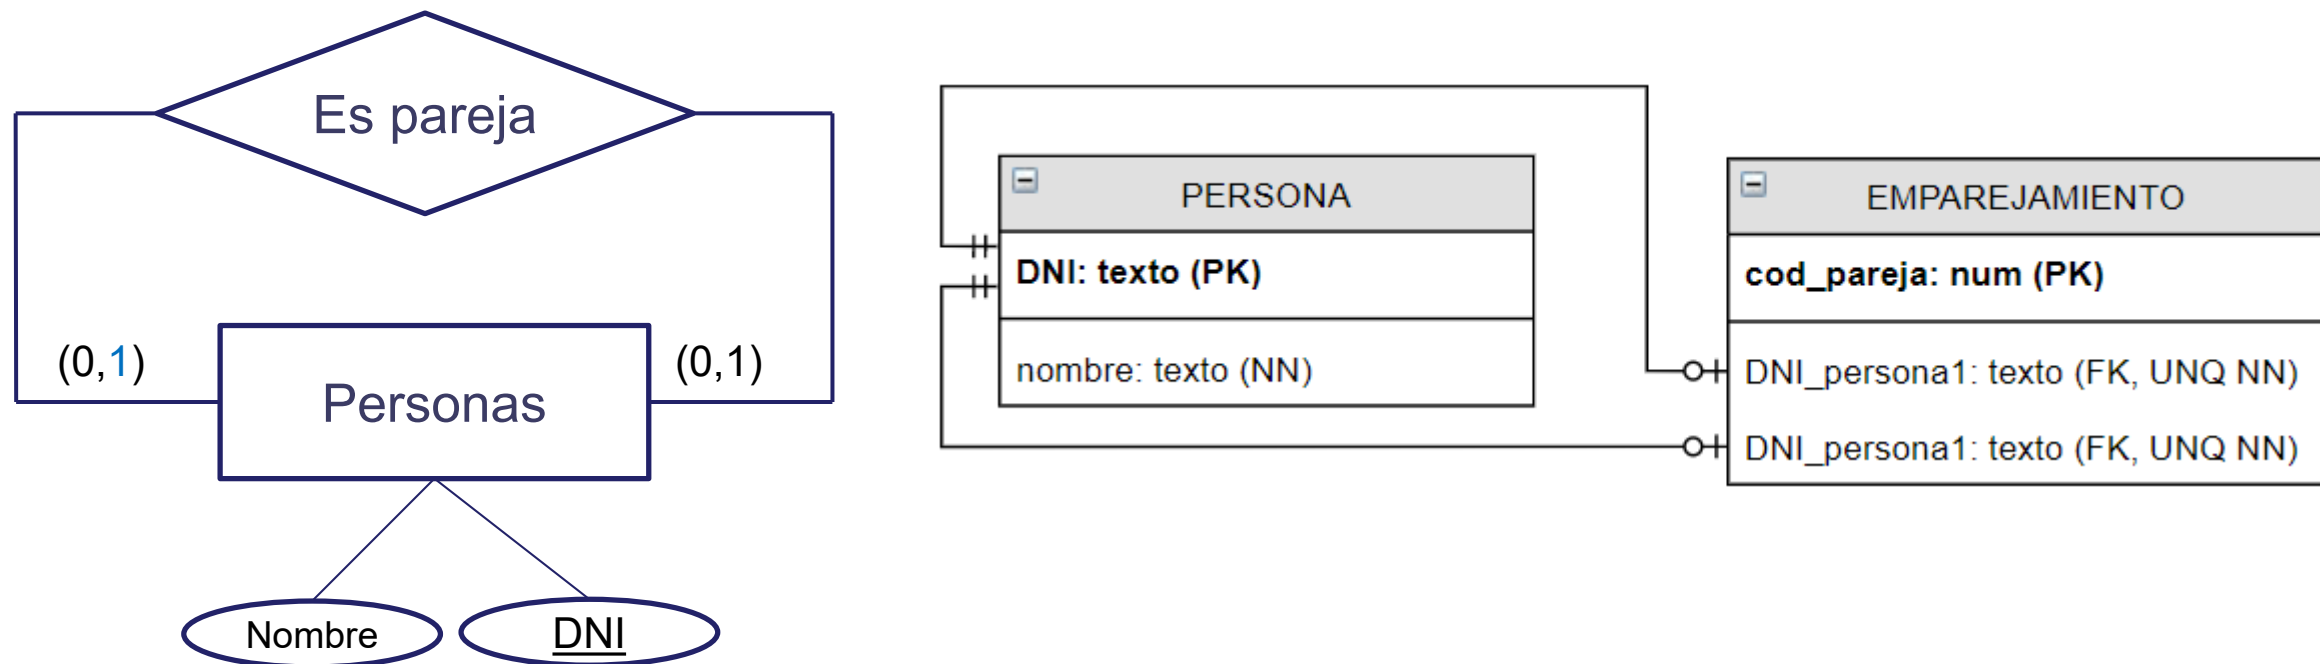 Es pareja
(0,1)
(0,1)
Personas
Nombre
DNI
PERSONA
DNI: texto (PK)
nombre: texto (NN)
EMPAREJAMIENTO
cod_pareja: num (PK)
DNI_persona1: texto (FK, UNQ NN)
DNI_persona1: texto (FK, UNQ NN)